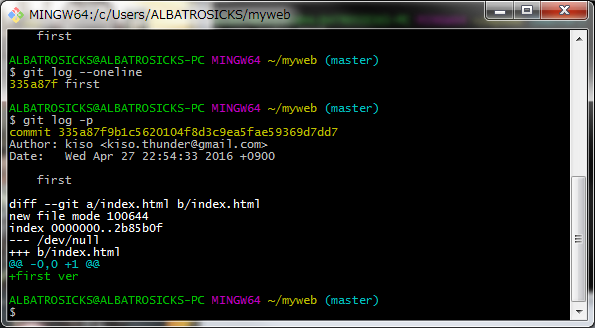 MINGW64:/c/Users/ALBATROSICKS/myweb
    first
ALBATROSICKS@ALBATROSICKS-PC MINGW64 ~/myweb (master)
$ git log --oneline
335a87f first
ALBATROSICKS@ALBATROSICKS-PC MINGW64 ~/myweb (master)
$ git log -p
commit 335a87f9b1c5620104f8d3c9ea5fae59369d7dd7
Author: kiso <kiso.thunder@gmail.com>
Date:   Wed Apr 27 22:54:33 2016 +0900
    first
diff --git a/index.html b/index.html
new file mode 100644
index 0000000..2b85b0f
--- /dev/null
+++ b/index.html
@@ -0,0 +1 @@
+first ver
ALBATROSICKS@ALBATROSICKS-PC MINGW64 ~/myweb (master)
$